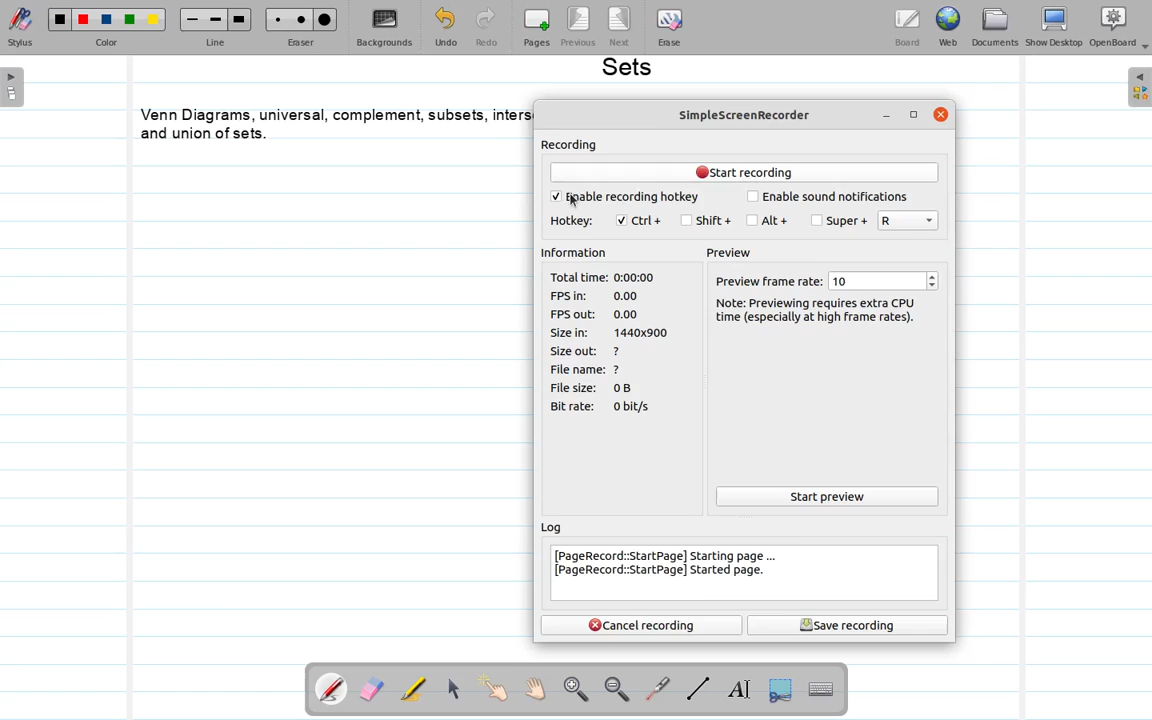 Stylus
Color
Line
Eraser
Backgrounds
Undo
Redo
Pages
Previous
Next
Erase
Board
Web
Documents
Show Desktop
OpenBoard
Sets
Venn Diagrams, universal, complement, subsets,
and union of sets.
SimpleScreenRecorder
Recording
Start recording
Enable recording hotkey
Enable sound notifications
Hotkey: Ctrl + Shift + Alt + Super + R
Information
Total time: 0:00:00
FPS in: 0.00
FPS out: 0.00
Size in: 1440x900
Size out: ?
File name: ?
File size: 0 B
Bit rate: 0 bit/s
Preview
Preview frame rate: 10
Note: Previewing requires extra CPU
time (especially at high frame rates).
Start preview
Log
[PageRecord::StartPage] Starting page ...
[PageRecord::StartPage] Started page.
Cancel recording
Save recording